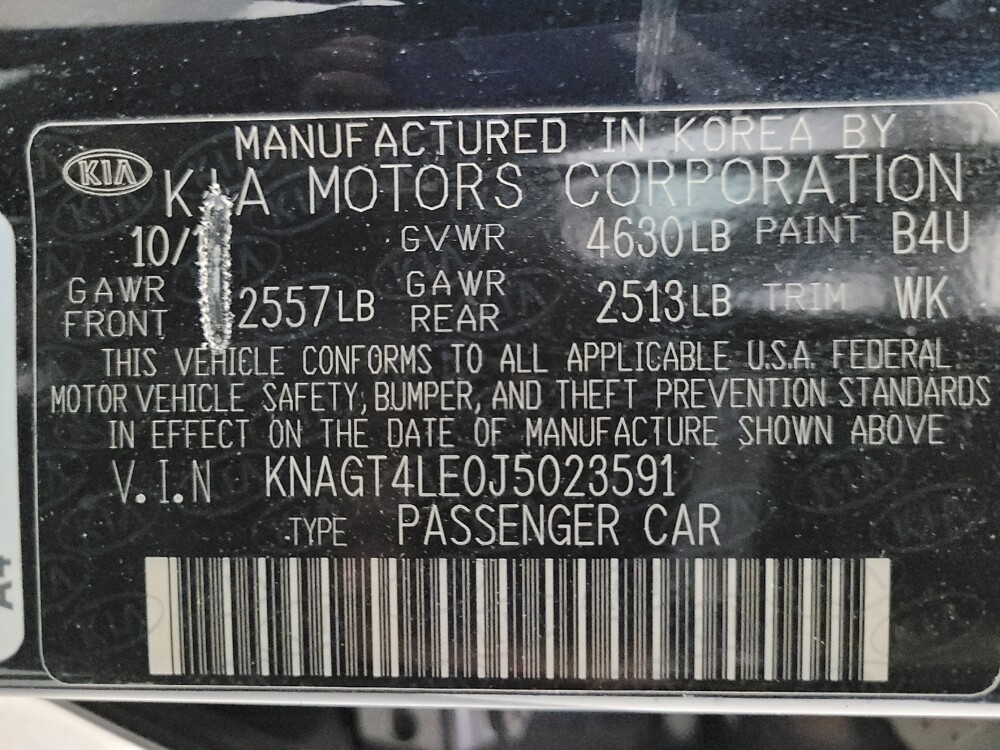 MANUFACTURED IN KOREA BY
KIA
KIA MOTORS CORPORATION
10/1
GVWR 4630LB PAINT B4U
GAWR FRONT 2557LB GAWR REAR 2513LB TRIM WK
THIS VEHICLE CONFORMS TO ALL APPLICABLE U.S.A. FEDERAL
MOTOR VEHICLE SAFETY, BUMPER, AND THEFT PREVENTION STANDARDS
IN EFFECT ON THE DATE OF MANUFACTURE SHOWN ABOVE
V.I.N KNAGT4LE0J5023591
TYPE PASSENGER CAR